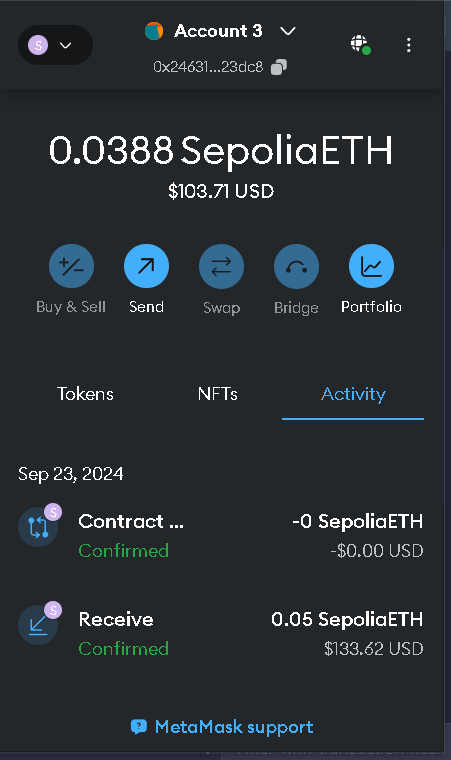 S
Account 3
0x24631...23dc8
0.0388 SepoliaETH
$103.71 USD
Buy & Sell Send Swap Bridge Portfolio
Tokens NFTs Activity
Sep 23, 2024
S
Contract ... -0 SepoliaETH
Confirmed -$0.00 USD
S
Receive 0.05 SepoliaETH
Confirmed $133.62 USD
MetaMask support